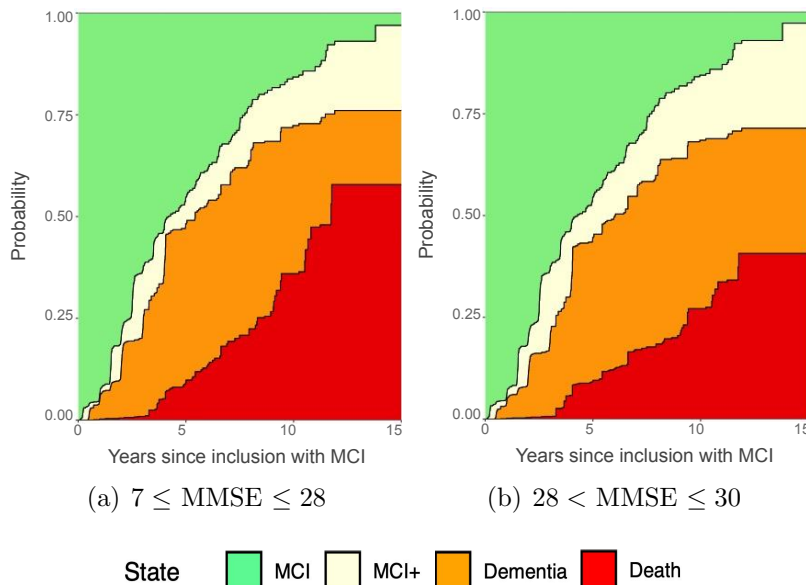 1.00
0.75
0.50
0.25
0.00
Probability
0 5 10 15
Years since inclusion with MCI
(a) 7 ≤ MMSE ≤ 28
1.00
0.75
0.50
0.25
0.00
Probability
0 5 10 15
Years since inclusion with MCI
(b) 28 < MMSE ≤ 30
State MCI MCI+ Dementia Death